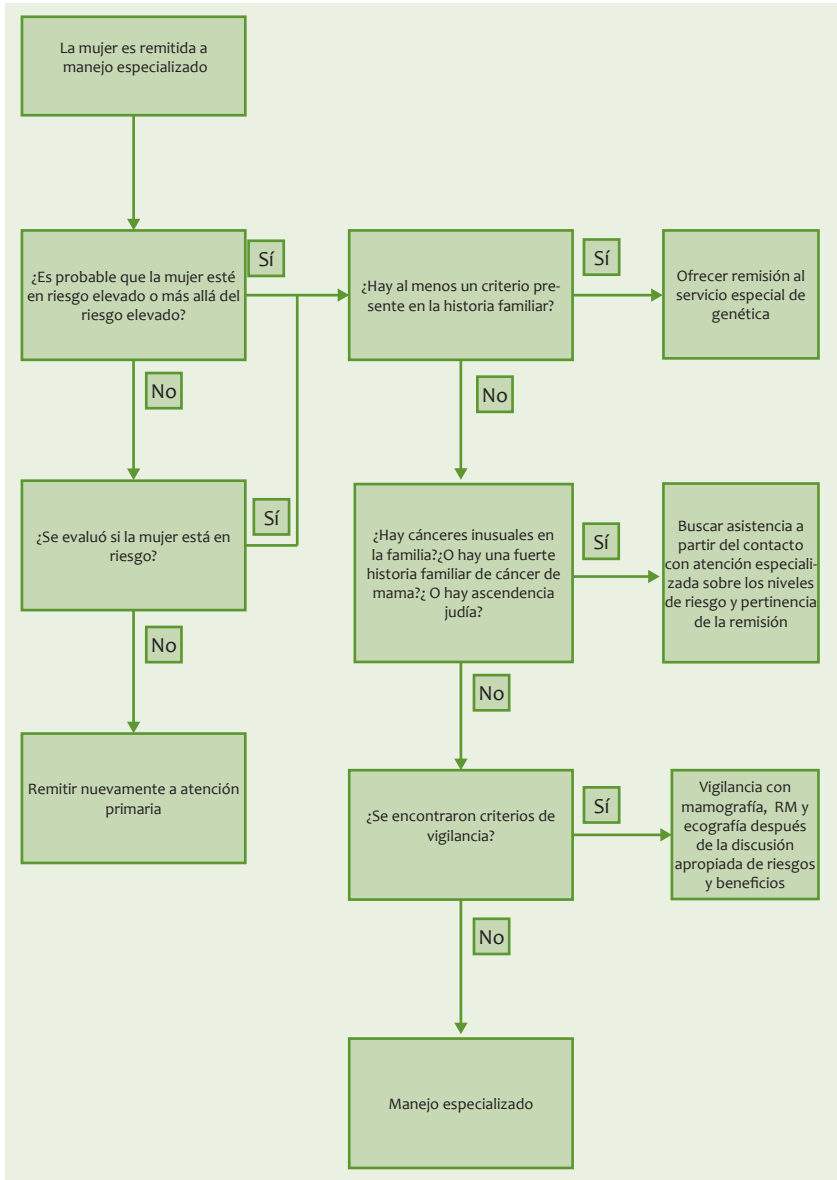 La mujer es remitida a
manejo especializado
¿Es probable que la mujer esté
en riesgo elevado o más allá del
riesgo elevado?
Sí
¿Hay al menos un criterio pre-
sente en la historia familiar?
Sí
Ofrecer remisión al
servicio especial de
genética
No
No
¿Se evaluó si la mujer está en
riesgo?
Sí
¿Hay cánceres inusuales en
la familia?¿O hay una fuerte
historia familiar de cáncer de
mama?¿ O hay ascendencia
judía?
Sí
Buscar asistencia a
partir del contacto
con atención especiali-
zada sobre los niveles
de riesgo y pertinencia
de la remisión
No
No
Remitir nuevamente a atención
primaria
¿Se encontraron criterios de
vigilancia?
Sí
Vigilancia con
mamografía, RM y
ecografía después
de la discusión
apropiada de riesgos
y beneficios
No
Manejo especializado